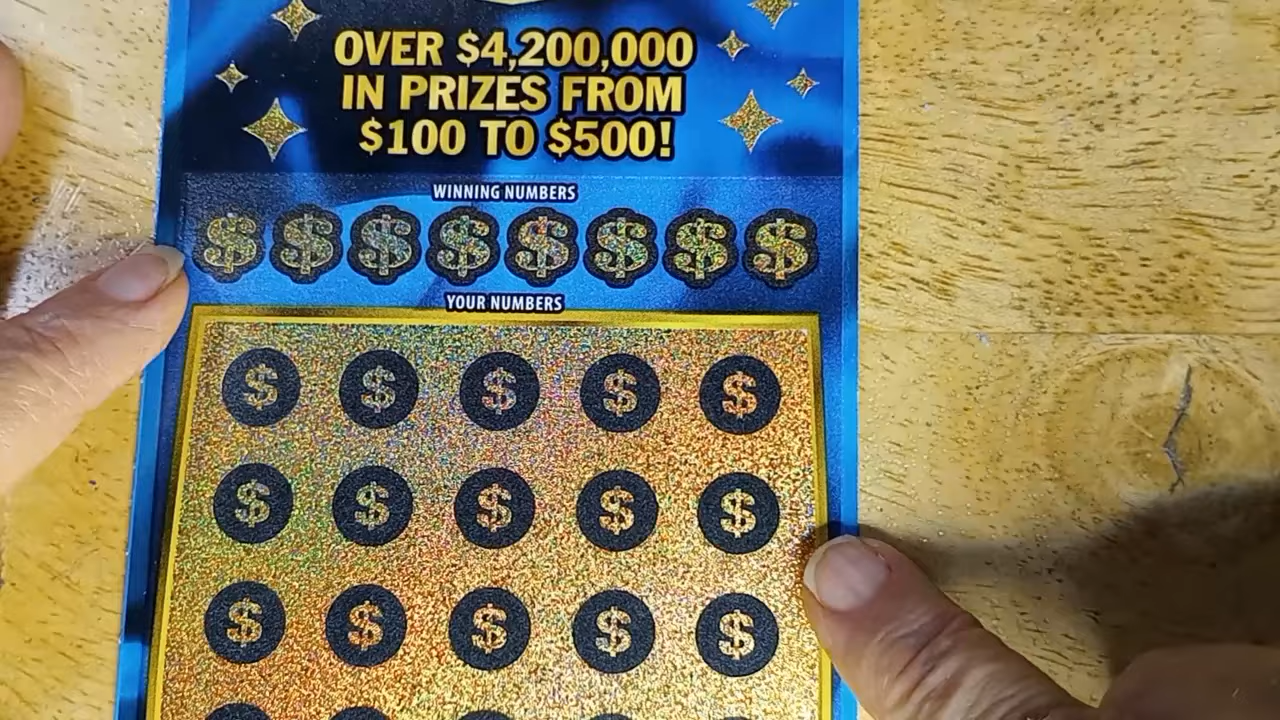 OVER $4,200,000
IN PRIZES FROM
$100 TO $500!
WINNING NUMBERS
$ $ $ $ $ $ $ $
YOUR NUMBERS
$ $ $ $ $
$ $ $ $ $
$ $ $ $ $